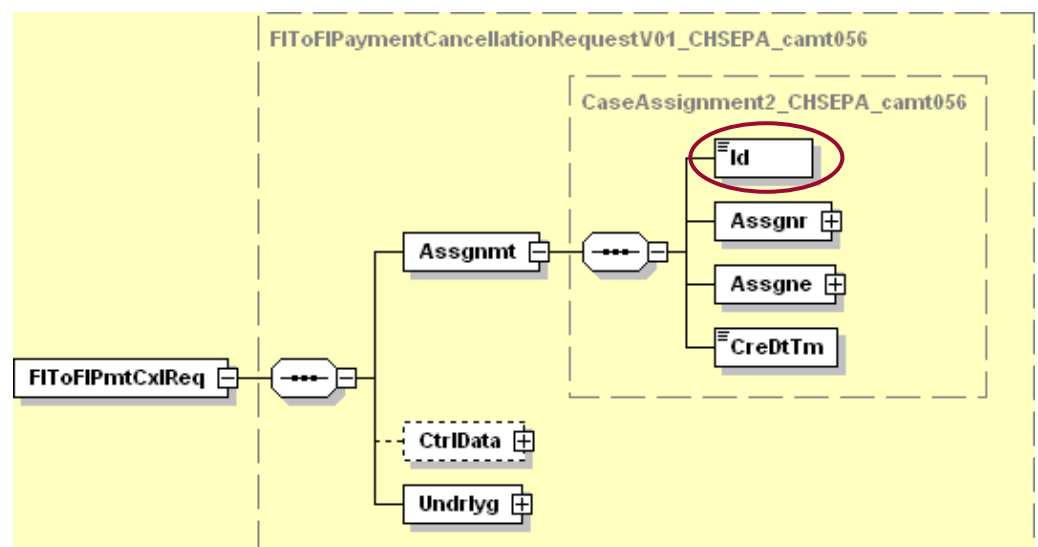 FIToFIPaymentCancellationRequestV01_CHSEPA_camt056
CaseAssignment2_CHSEPA_camt056
Id
Assgnr
Assgnmt
Assgne
CreDtTm
FIToFIPmtCxlReq
CtrlData
Undrlyg